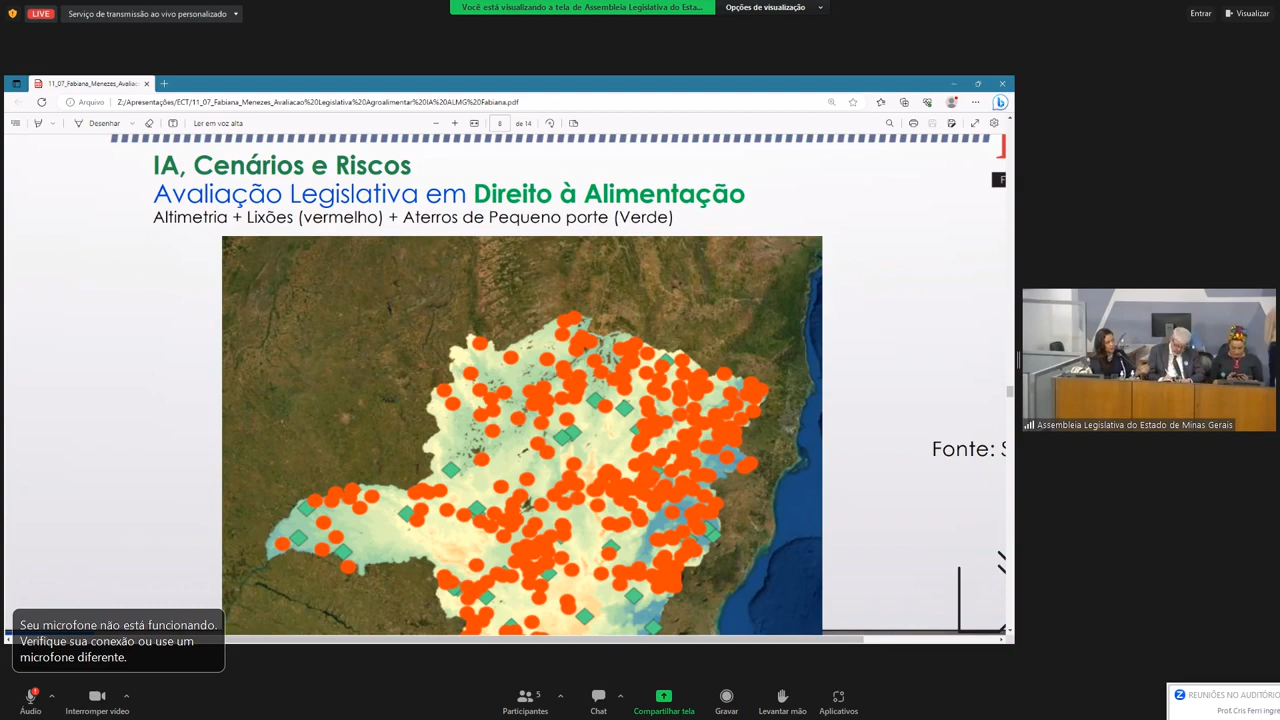 LIVE
Serviço de transmissão ao vivo personalizado
Você está visualizando a tela de Assembleia Legislativa do Esta...
Opções de visualização
Entrar
Visualizar
11_07_Fabiana_Menezes_Avaliac
Arquivo
Z:/Apresentações/ECT/11_07_Fabiana_Menezes_Avaliacao%20Legislativa%20Agroalimentar%20IA%20ALMG%20Fabiana.pdf
Desenhar
Ler em voz alta
8
de 14
IA, Cenários e Riscos
Avaliação Legislativa em Direito à Alimentação
Altimetria + Lixões (vermelho) + Aterros de Pequeno porte (Verde)
Fonte: S
Assembleia Legislativa do Estado de Minas Gerais
Seu microfone não está funcionando.
Verifique sua conexão ou use um
microfone diferente.
Áudio
Interromper vídeo
Participantes
5
Chat
Compartilhar tela
Gravar
Levantar mão
Aplicativos
REUNIÕES NO AUDITÓRIO
Prof. Cris Ferri ingre